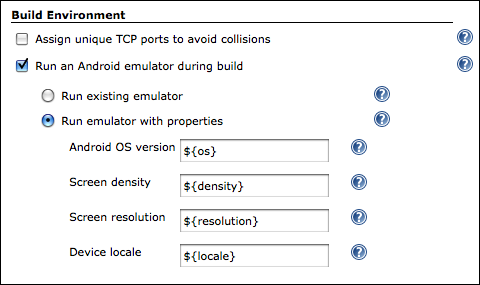 Build Environment
Assign unique TCP ports to avoid collisions ?
Run an Android emulator during build ?
Run existing emulator ?
Run emulator with properties ?
Android OS version ${os} ?
Screen density ${density} ?
Screen resolution ${resolution} ?
Device locale ${locale} ?